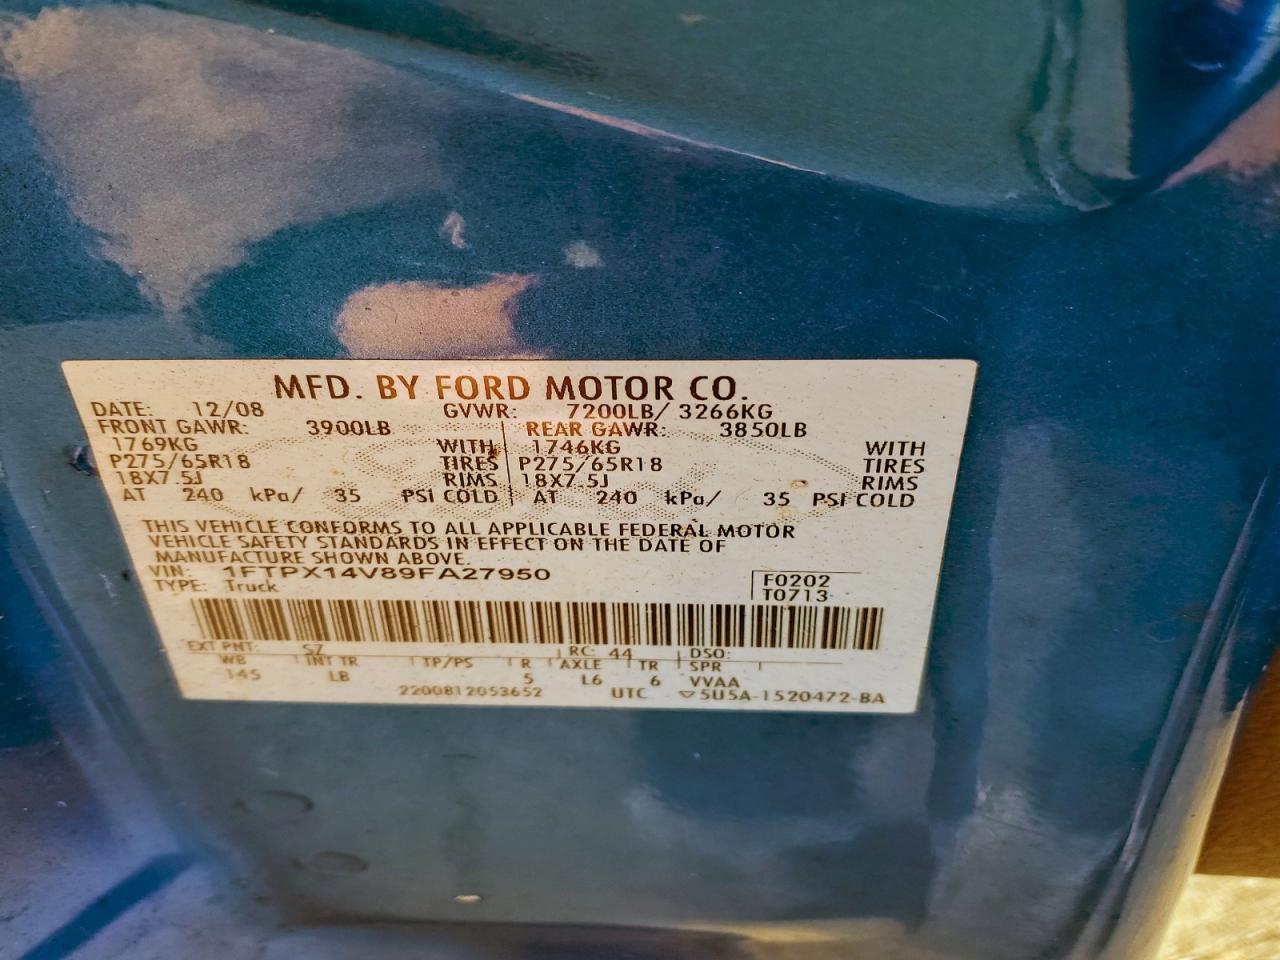 MFD. BY FORD MOTOR CO.
DATE: 12/08 GVWR: 7200LB/ 3266KG
FRONT GAWR: 3900LB REAR GAWR: 3850LB
1769KG WITH 1746KG WITH
P275/65R18 TIRES P275/65R18 TIRES
18X7.5J RIMS 18X7.5J RIMS
AT 240 kPa/ 35 PSI COLD AT 240 kPa/ 35 PSI COLD
THIS VEHICLE CONFORMS TO ALL APPLICABLE FEDERAL MOTOR
VEHICLE SAFETY STANDARDS IN EFFECT ON THE DATE OF
MANUFACTURE SHOWN ABOVE.
VIN: 1FTPX14V89FA27950 F0202
TYPE: Truck T0713
EXT PNT: SZ RC: 44 DSO:
WB INT TR TP/PS R AXLE TR SPR
145 LB 5 L6 6 VVAA
2200812053652 UTC ▽5U5A-1520472-BA